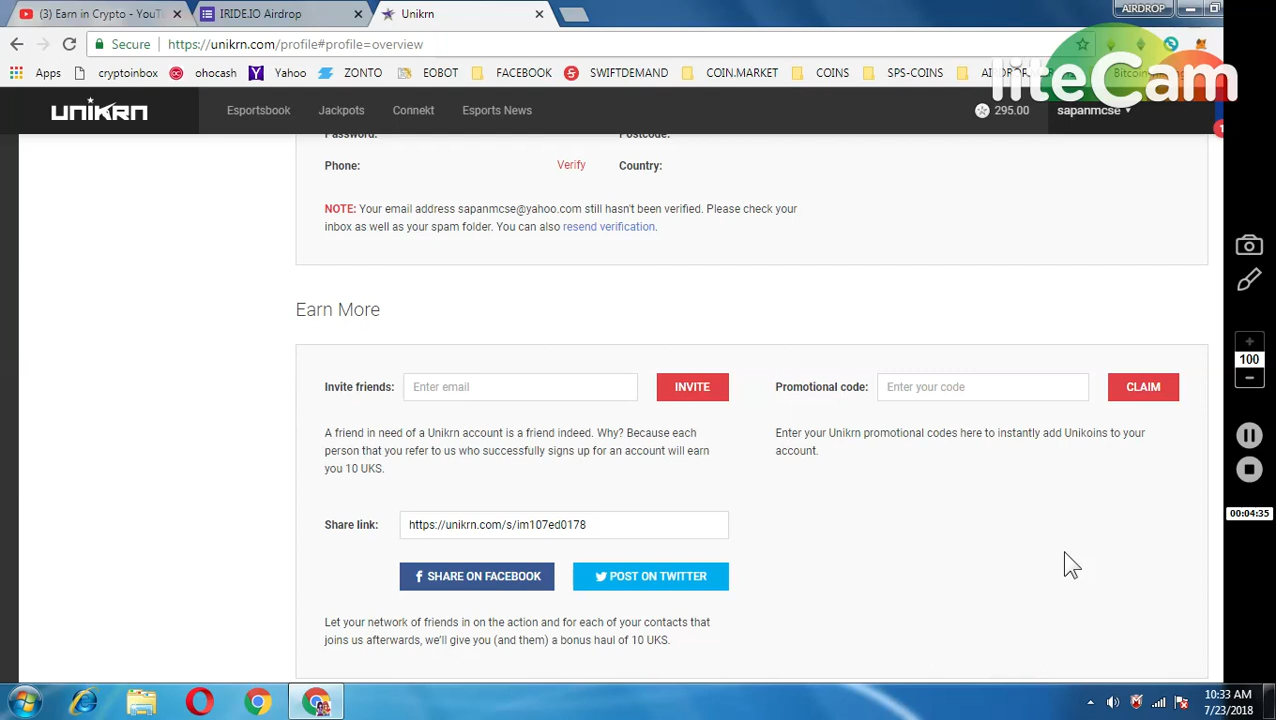 (3) Earn in Crypto - YouTu
IRIDE.IO Airdrop
Unikrn
AIRDROP
Secure
https://unikrn.com/profile#profile=overview
Apps
cryptoinbox
ohocash
Yahoo
ZONTO
EOBOT
FACEBOOK
SWIFTDEMAND
COIN.MARKET
COINS
SPS-COINS
liteCam
UNIKRN
Esportsbook
Jackpots
Connekt
Esports News
295.00
sapanmcse
Password:
Postcode:
Phone:
Verify
Country:
NOTE: Your email address sapanmcse@yahoo.com still hasn't been verified. Please check your
inbox as well as your spam folder. You can also resend verification.
Earn More
Invite friends:
Enter email
INVITE
Promotional code:
Enter your code
CLAIM
A friend in need of a Unikrn account is a friend indeed. Why? Because each
person that you refer to us who successfully signs up for an account will earn
you 10 UKS.
Enter your Unikrn promotional codes here to instantly add Unikoins to your
account.
Share link:
https://unikrn.com/s/im107ed0178
SHARE ON FACEBOOK
POST ON TWITTER
Let your network of friends in on the action and for each of your contacts that
joins us afterwards, we'll give you (and them) a bonus haul of 10 UKS.
100
00:04:35
10:33 AM
7/23/2018